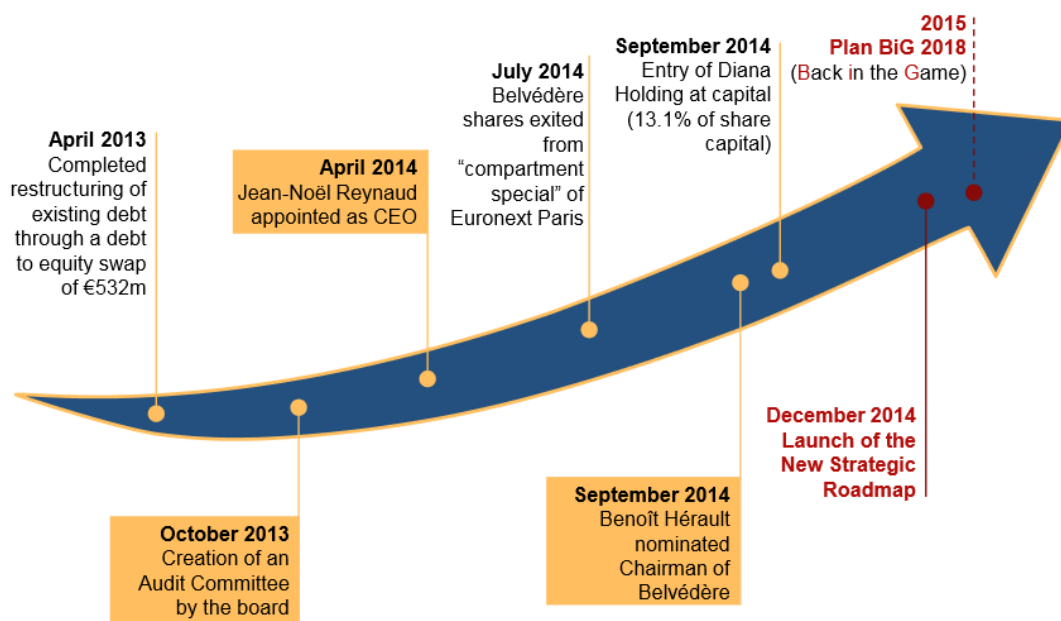 April 2013
Completed
restructuring of
existing debt
through a debt
to equity swap
of €532m
October 2013
Creation of an
Audit Committee
by the board
April 2014
Jean-Noël Reynaud
appointed as CEO
July 2014
Belvédère
shares exited
from
“compartment
special” of
Euronext Paris
September 2014
Benoît Hérault
nominated
Chairman of
Belvédère
September 2014
Entry of Diana
Holding at capital
(13.1% of share
capital)
December 2014
Launch of the
New Strategic
Roadmap
2015
Plan BiG 2018
(Back in the Game)